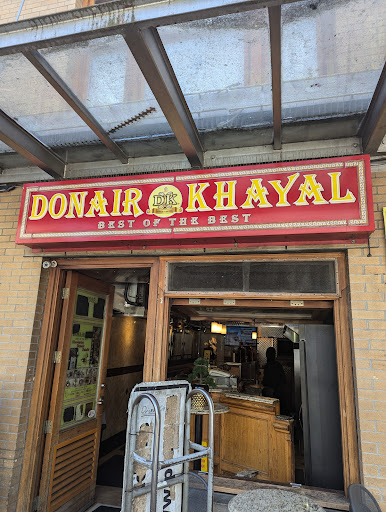 DONAIR DK KHAYAL
BEST OF THE BEST